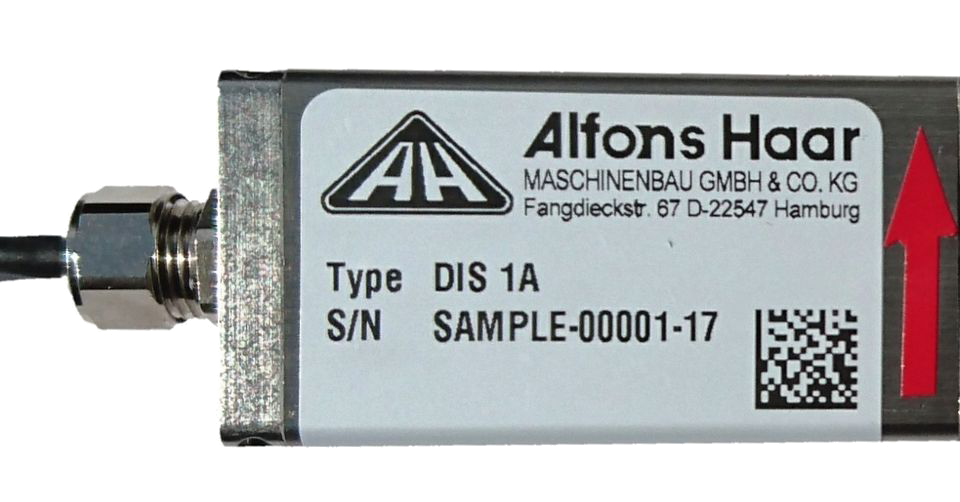 AH
Alfons Haar
MASCHINENBAU GMBH & CO. KG
Fangdieckstr. 67 D-22547 Hamburg
Type DIS 1A
S/N SAMPLE-00001-17